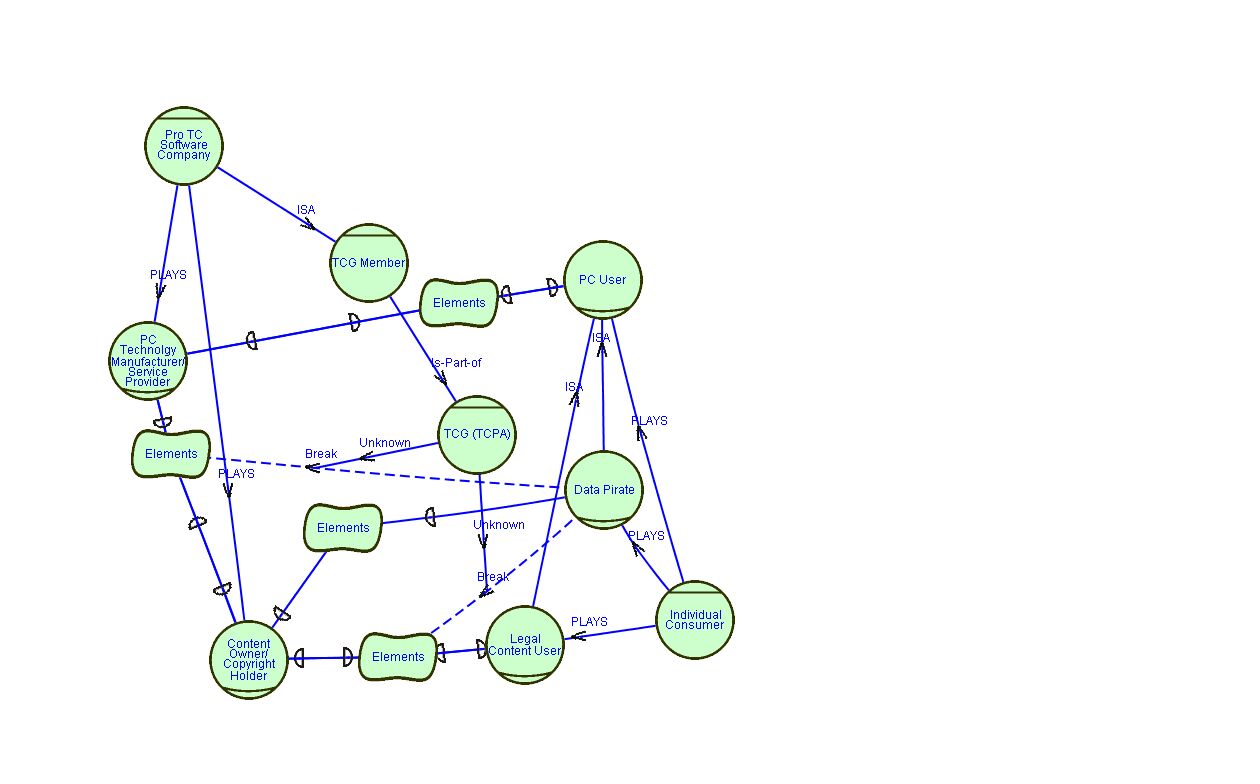 Pro TC
Software
Company
ISA
TCG Member
PC User
PLAYS
Elements
PC
Technolgy
Manufacturer/
Service
Provider
ISA
Is-Part-of
ISA
PLAYS
TCG (TCPA)
Unknown
Break
Elements
PLAYS
Data Pirate
Elements
Unknown
PLAYS
Break
Individual
Consumer
PLAYS
Content
Owner/
Copyright
Holder
Elements
Legal
Content User